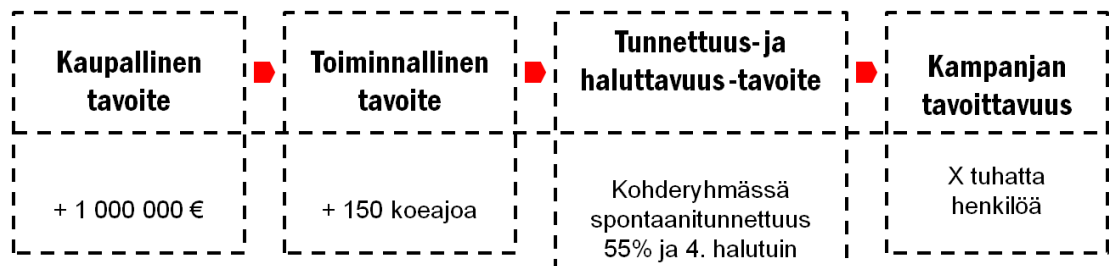 Kaupallinen
tavoite
+ 1 000 000 €
Toiminnallinen
tavoite
+ 150 koeajoa
Tunnettuus- ja
haluttavuus -tavoite
Kohderyhmässä
spontaanitunnettuus
55% ja 4. halutuin
Kampanjan
tavoittavuus
X tuhatta
henkilöä